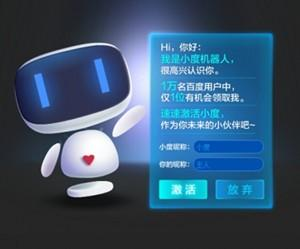 Hi，你好：
我是小度机器人，
很高兴认识你。
1万名百度用户中，
仅1位有机会领取我。
速速激活小度，
作为你未来的小伙伴吧~
小度昵称： 小度
你的昵称： 主人
激活 放弃